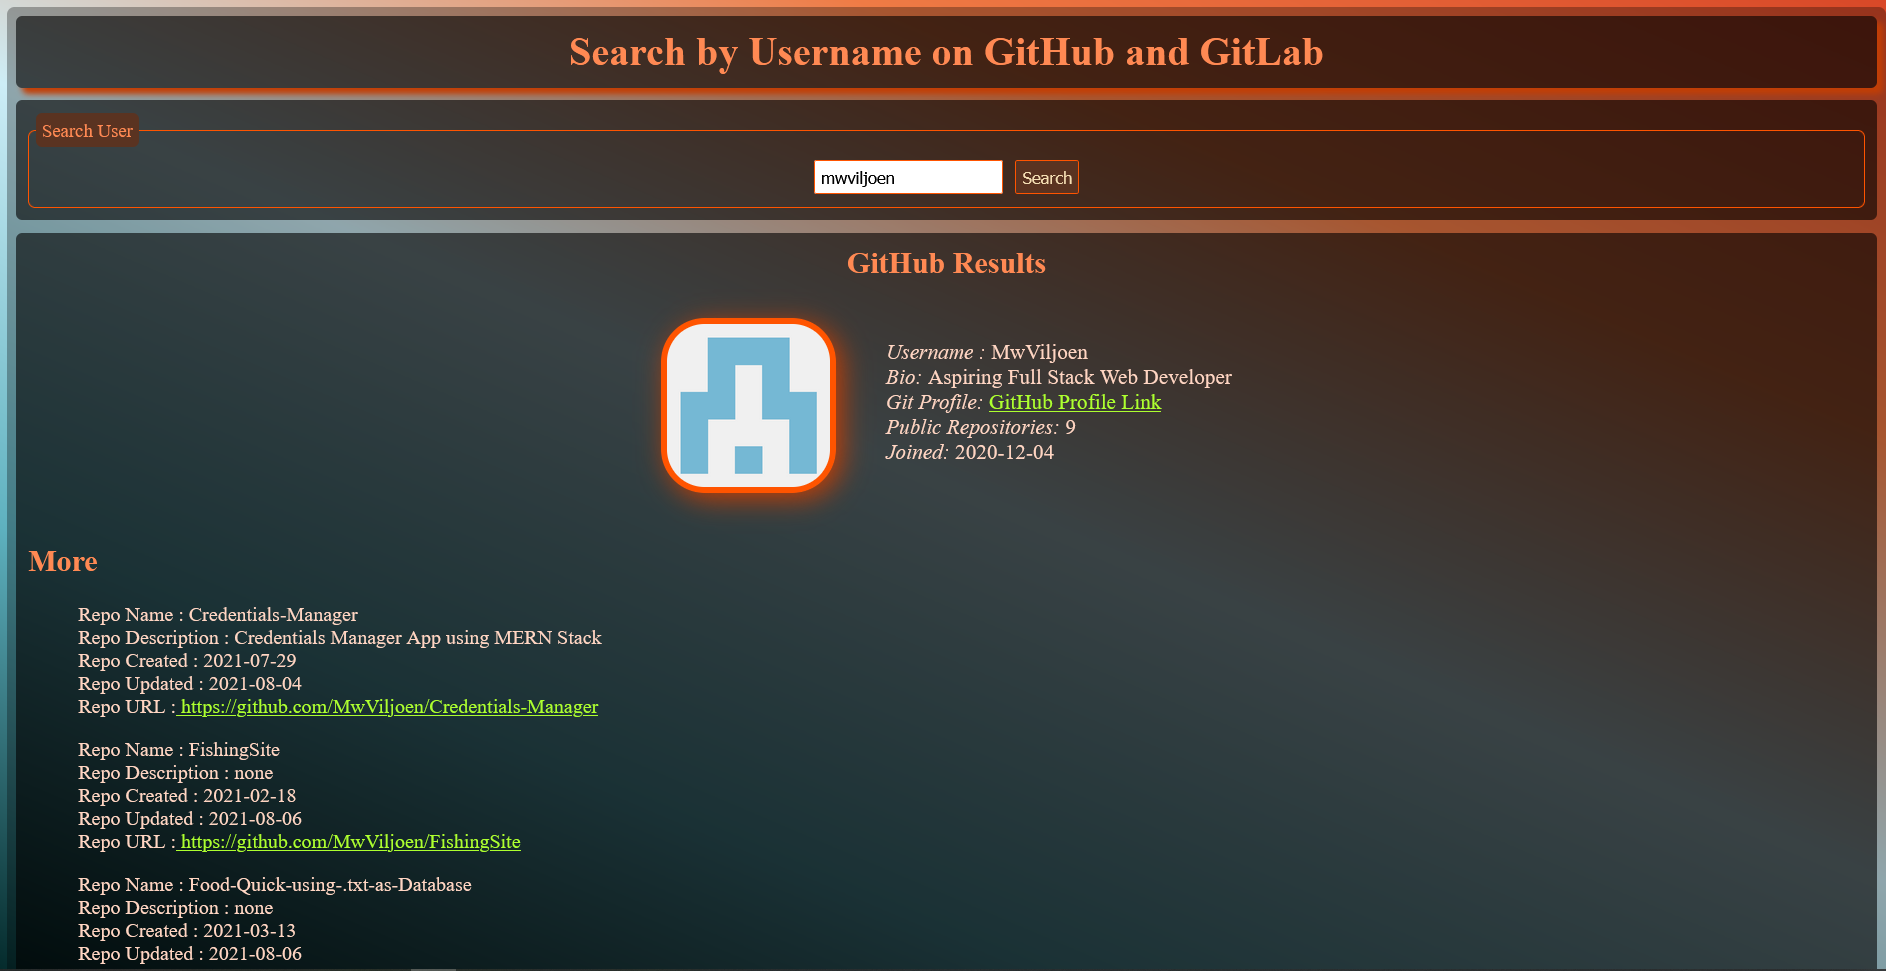 Search by Username on GitHub and GitLab
Search User
mwviljoen
Search
GitHub Results
Username : MwViljoen
Bio: Aspiring Full Stack Web Developer
Git Profile: GitHub Profile Link
Public Repositories: 9
Joined: 2020-12-04
More
Repo Name : Credentials-Manager
Repo Description : Credentials Manager App using MERN Stack
Repo Created : 2021-07-29
Repo Updated : 2021-08-04
Repo URL : https://github.com/MwViljoen/Credentials-Manager
Repo Name : FishingSite
Repo Description : none
Repo Created : 2021-02-18
Repo Updated : 2021-08-06
Repo URL : https://github.com/MwViljoen/FishingSite
Repo Name : Food-Quick-using-.txt-as-Database
Repo Description : none
Repo Created : 2021-03-13
Repo Updated : 2021-08-06